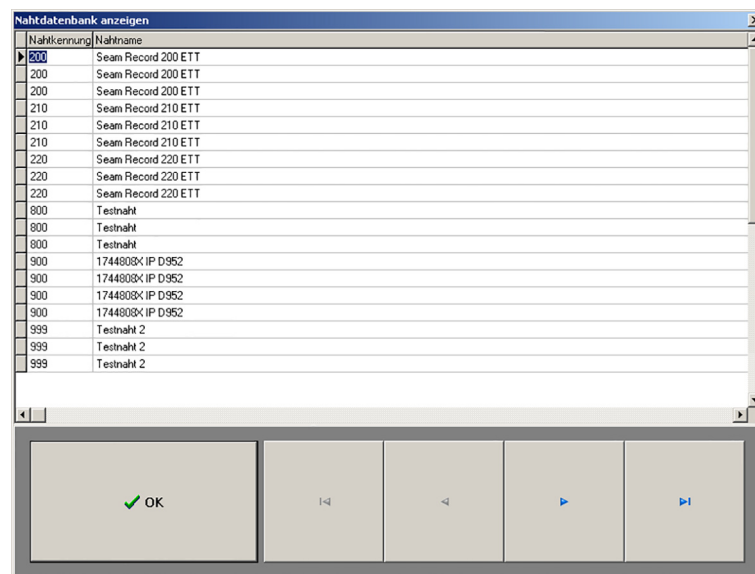 Nahtdatenbank anzeigen
Nahtkennung Nahtname
200 Seam Record 200 ETT
200 Seam Record 200 ETT
200 Seam Record 200 ETT
210 Seam Record 210 ETT
210 Seam Record 210 ETT
210 Seam Record 210 ETT
220 Seam Record 220 ETT
220 Seam Record 220 ETT
220 Seam Record 220 ETT
800 Testnaht
800 Testnaht
800 Testnaht
900 1744808X IP D952
900 1744808X IP D952
900 1744808X IP D952
900 1744808X IP D952
999 Testnaht 2
999 Testnaht 2
999 Testnaht 2
OK